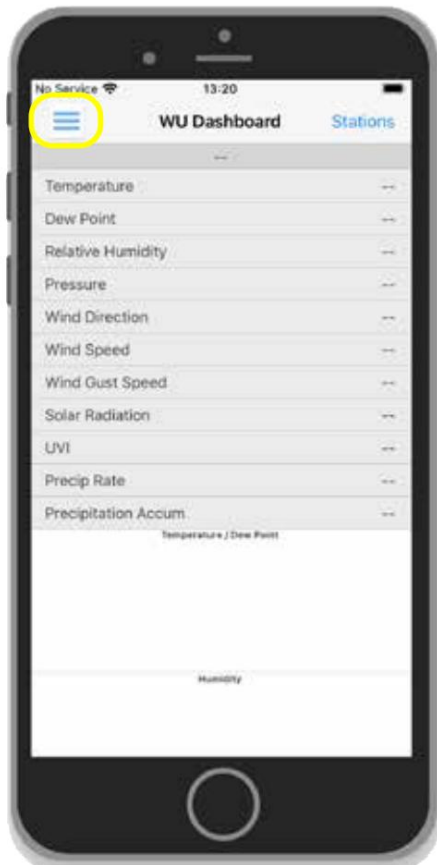 No Service 13:20
WU Dashboard Stations
--
Temperature --
Dew Point --
Relative Humidity --
Pressure --
Wind Direction --
Wind Speed --
Wind Gust Speed --
Solar Radiation --
UVI --
Precip Rate --
Precipitation Accum --
Temperature / Dew Point
Humidity